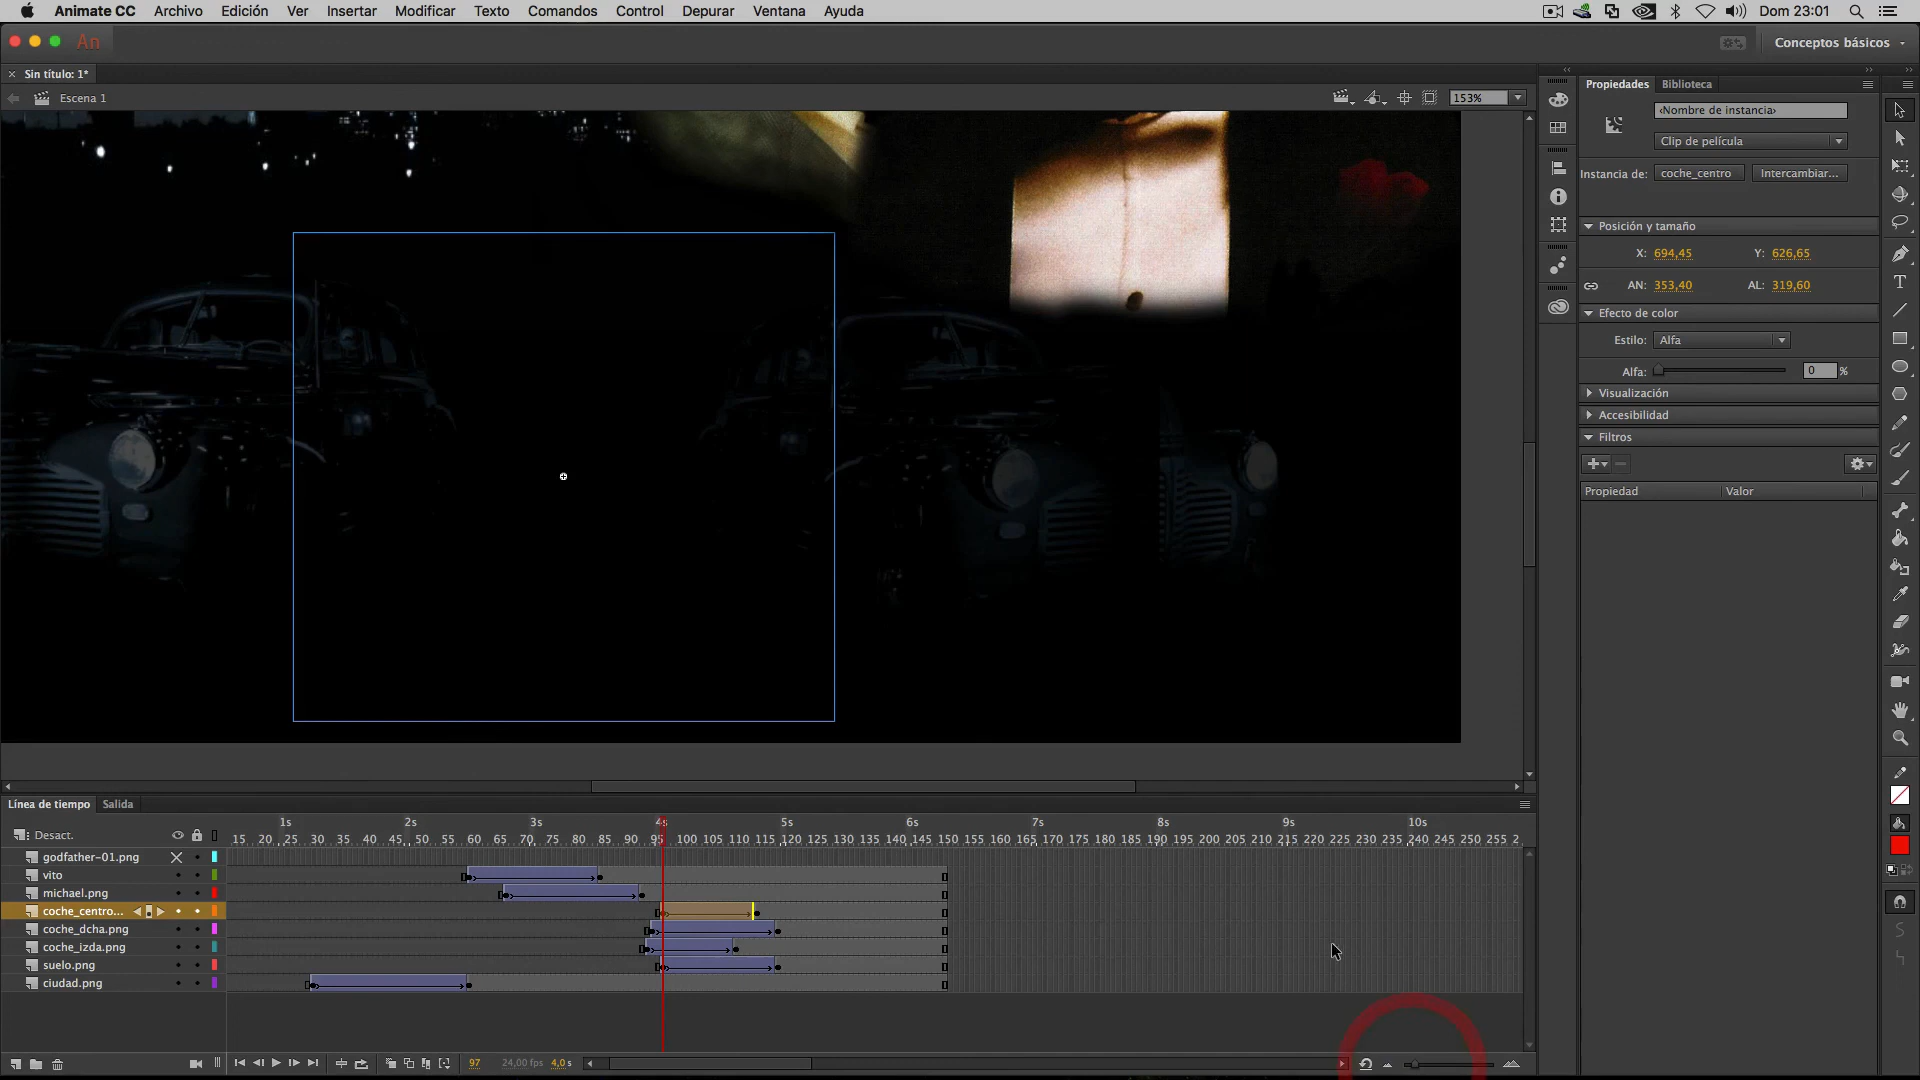 Animate CC Archivo Edición Ver Insertar Modificar Texto Comandos Control Depurar Ventana Ayuda Dom 23:01
An Conceptos básicos
Sin título: 1*
Escena 1 153%
Propiedades Biblioteca
‹Nombre de instancia›
Clip de película
Instancia de: coche_centro Intercambiar...
Posición y tamaño
X: 694,45 Y: 626,65
AN: 353,40 AL: 319,60
Efecto de color
Estilo: Alfa
Alfa: 0 %
Visualización
Accesibilidad
Filtros
Propiedad Valor
Línea de tiempo Salida
1s 2s 3s 4s 5s 6s 7s 8s 9s 10s
Desact.
15 20 25 30 35 40 45 50 55 60 65 70 75 80 85 90 95 100 105 110 115 120 125 130 135 140 145 150 155 160 165 170 175 180 185 190 195 200 205 210 215 220 225 230 235 240 245 250 255 2
godfather-01.png
vito
michael.png
coche_centro...
coche_dcha.png
coche_izda.png
suelo.png
ciudad.png
97 24,00 fps 4,0 s